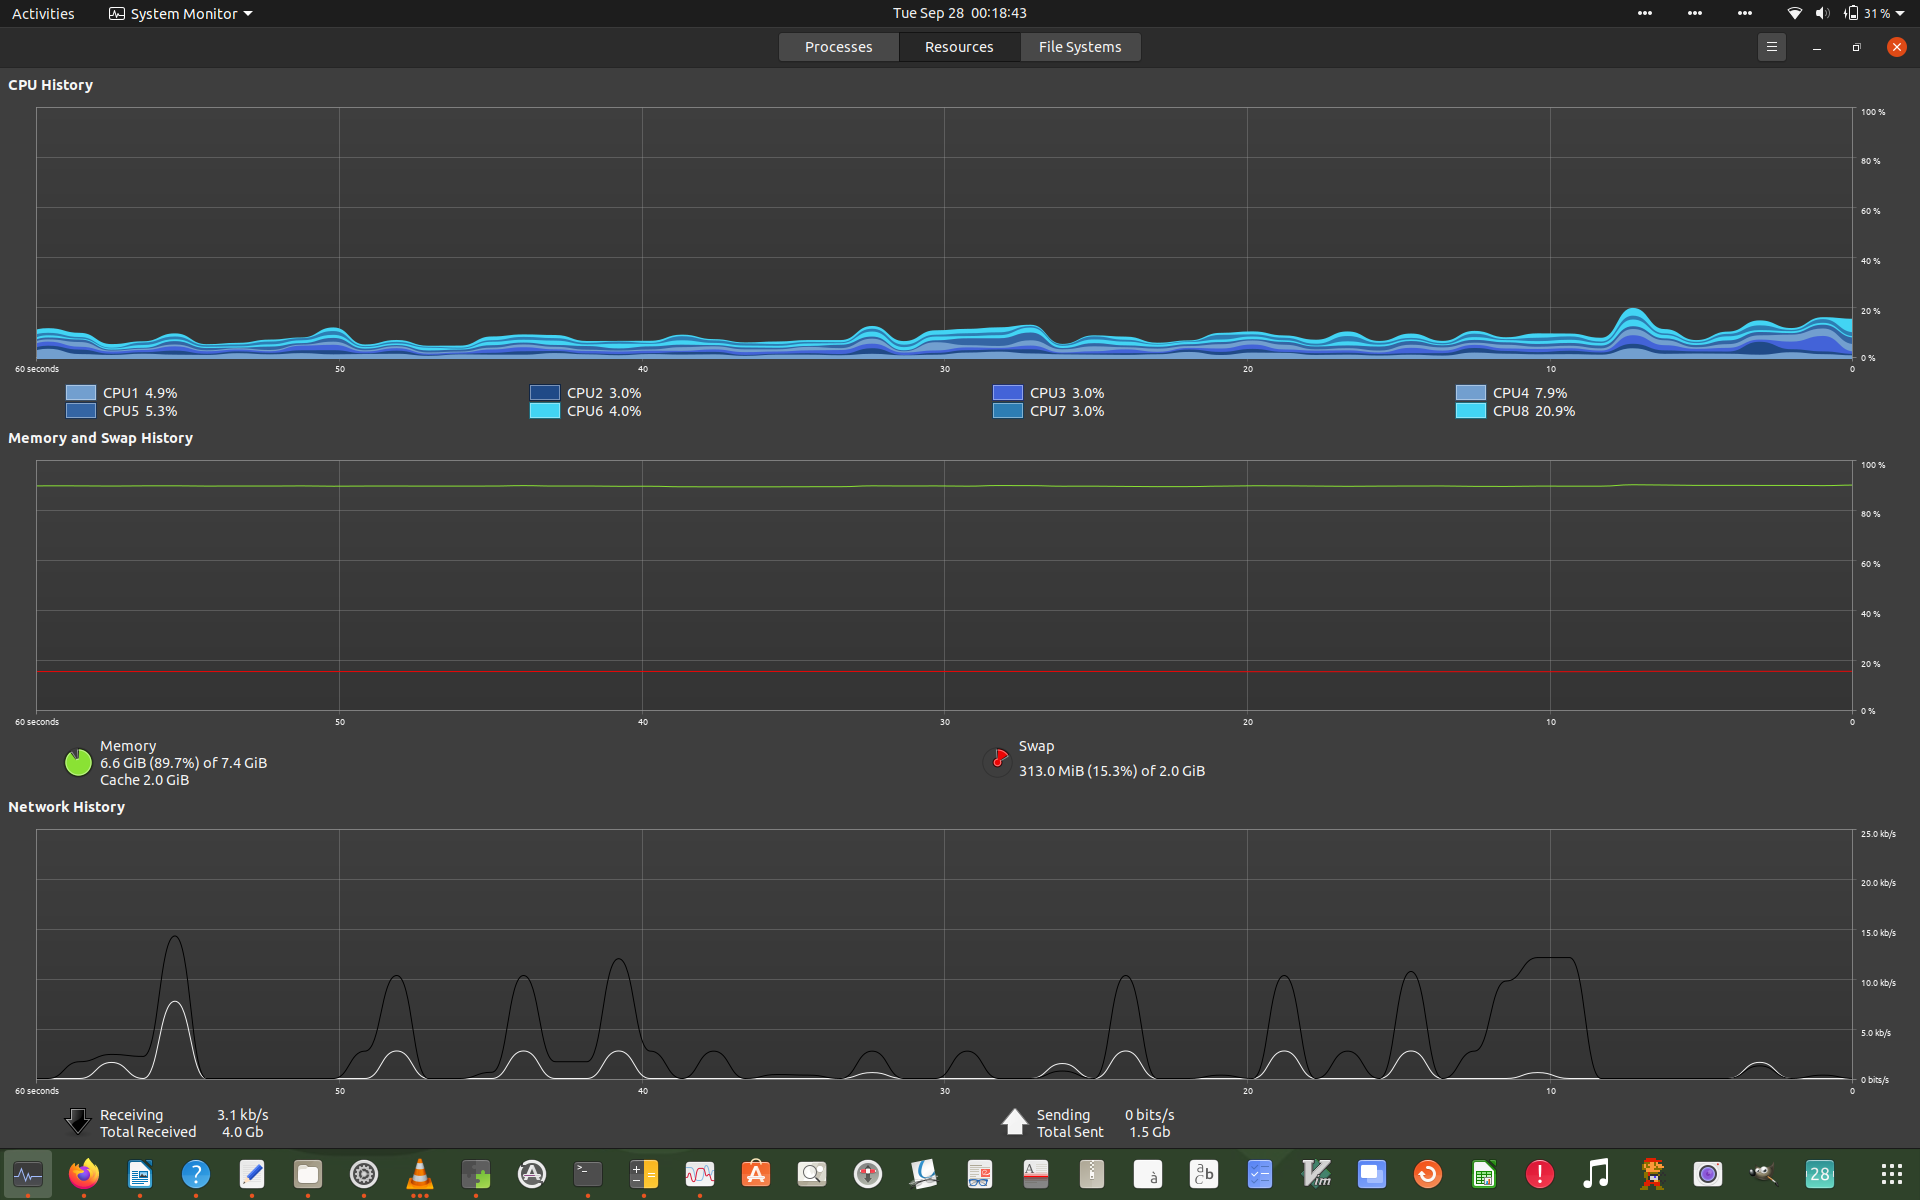 Activities System Monitor Tue Sep 28 00:18:43 31 %
Processes Resources File Systems
CPU History
100 %
80 %
60 %
40 %
20 %
0 %
60 seconds 50 40 30 20 10 0
CPU1 4.9% CPU2 3.0% CPU3 3.0% CPU4 7.9%
CPU5 5.3% CPU6 4.0% CPU7 3.0% CPU8 20.9%
Memory and Swap History
100 %
80 %
60 %
40 %
20 %
0 %
60 seconds 50 40 30 20 10 0
Memory
6.6 GiB (89.7%) of 7.4 GiB
Cache 2.0 GiB
Swap
313.0 MiB (15.3%) of 2.0 GiB
Network History
25.0 kb/s
20.0 kb/s
15.0 kb/s
10.0 kb/s
5.0 kb/s
0 bits/s
60 seconds 50 40 30 20 10 0
Receiving 3.1 kb/s
Total Received 4.0 Gb
Sending 0 bits/s
Total Sent 1.5 Gb
? >_ A à a b c Vim ! 28